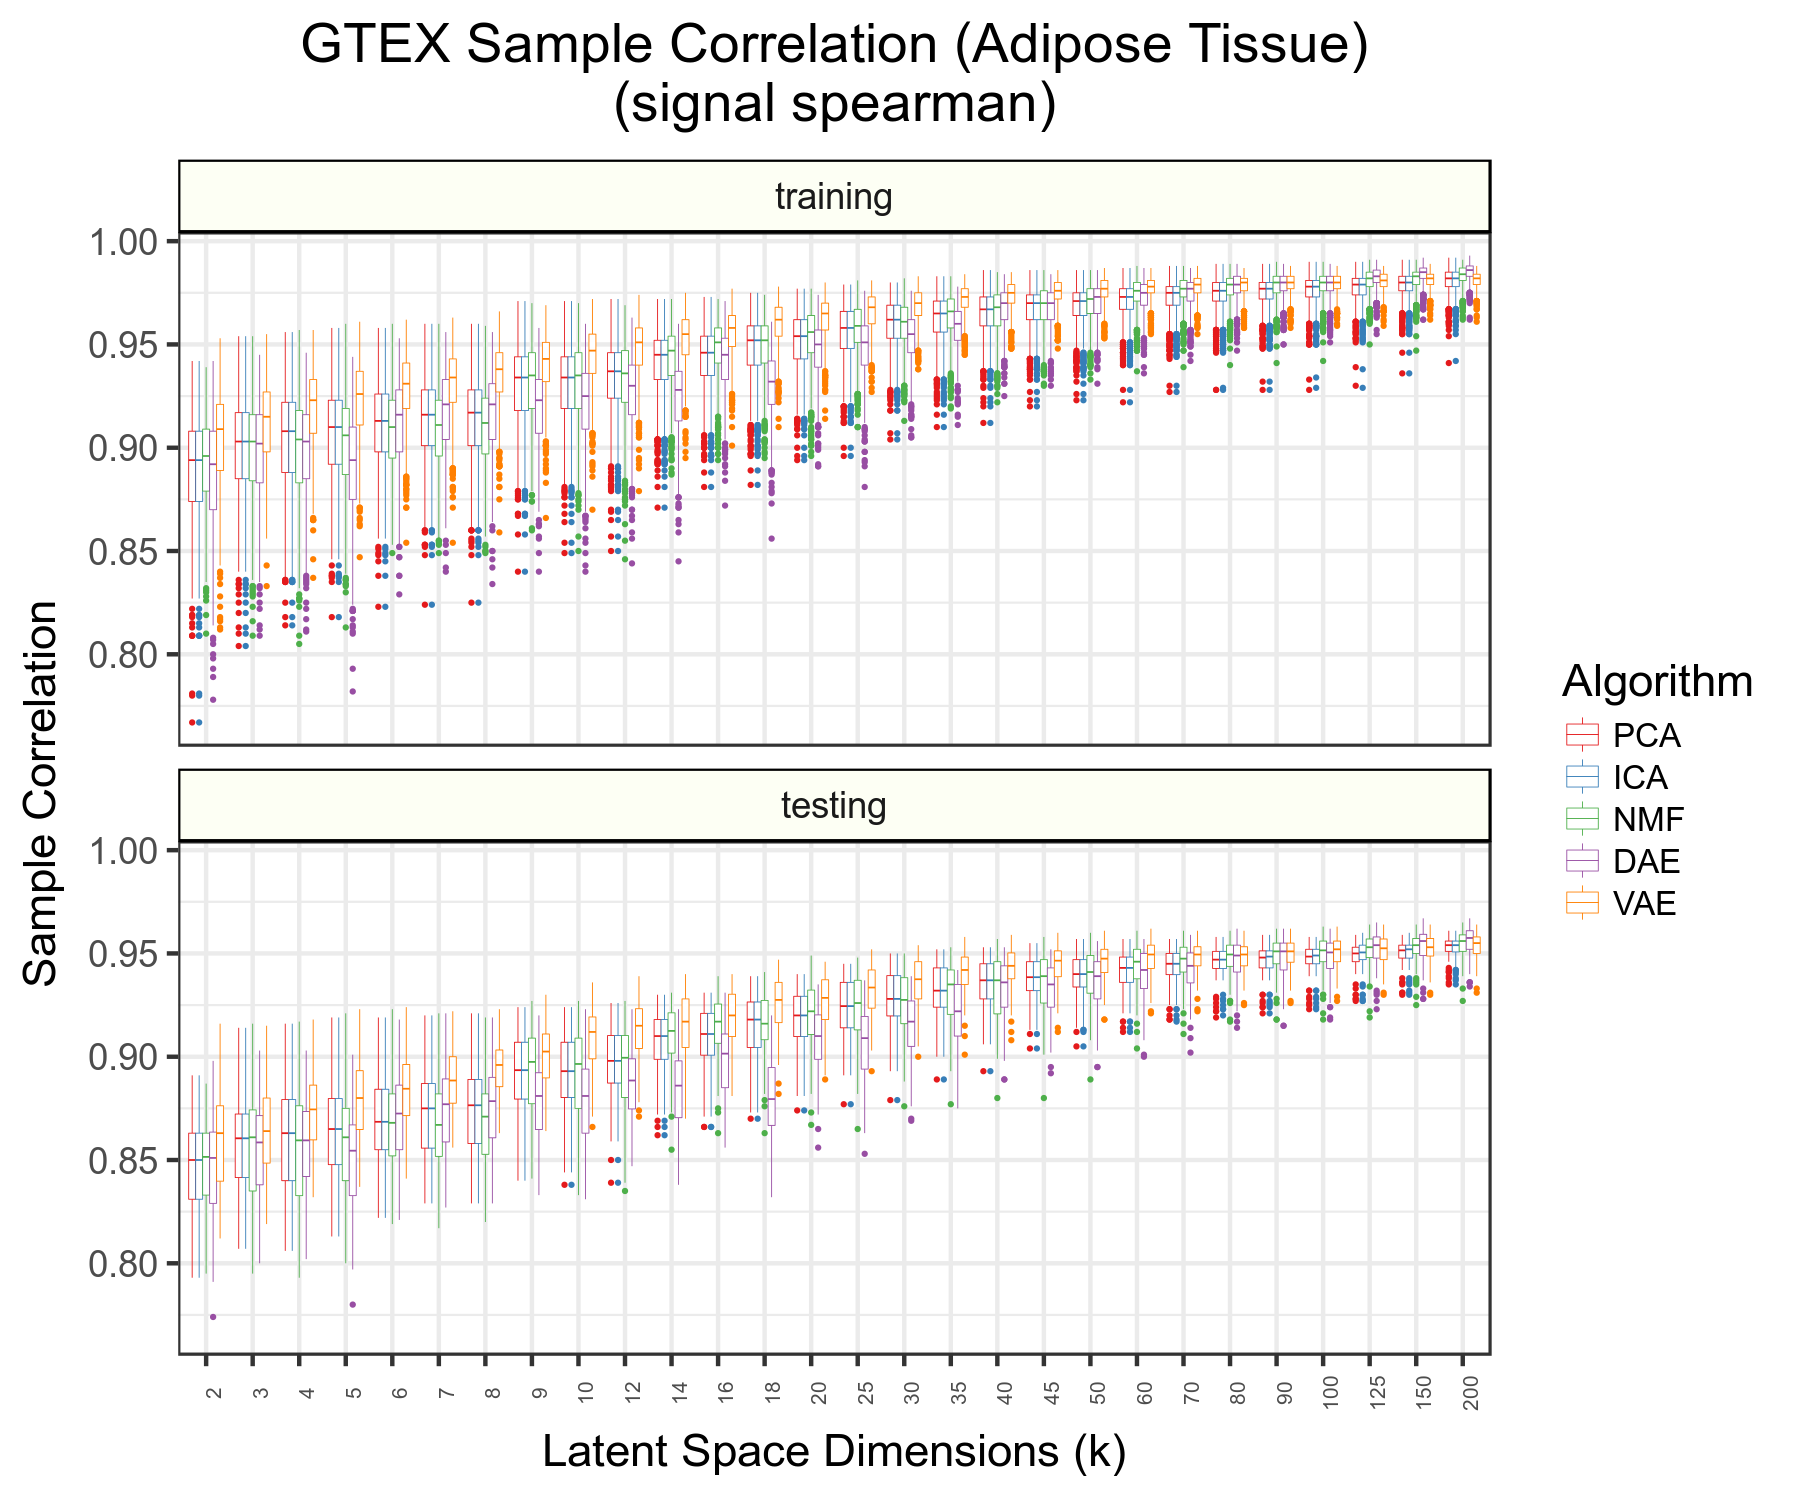 GTEX Sample Correlation (Adipose Tissue)
(signal spearman)
training
1.00
0.95
0.90
0.85
0.80
testing
1.00
0.95
0.90
0.85
0.80
Sample Correlation
2 3 4 5 6 7 8 9 10 12 14 16 18 20 25 30 35 40 45 50 60 70 80 90 100 125 150 200
Latent Space Dimensions (k)
Algorithm
PCA
ICA
NMF
DAE
VAE